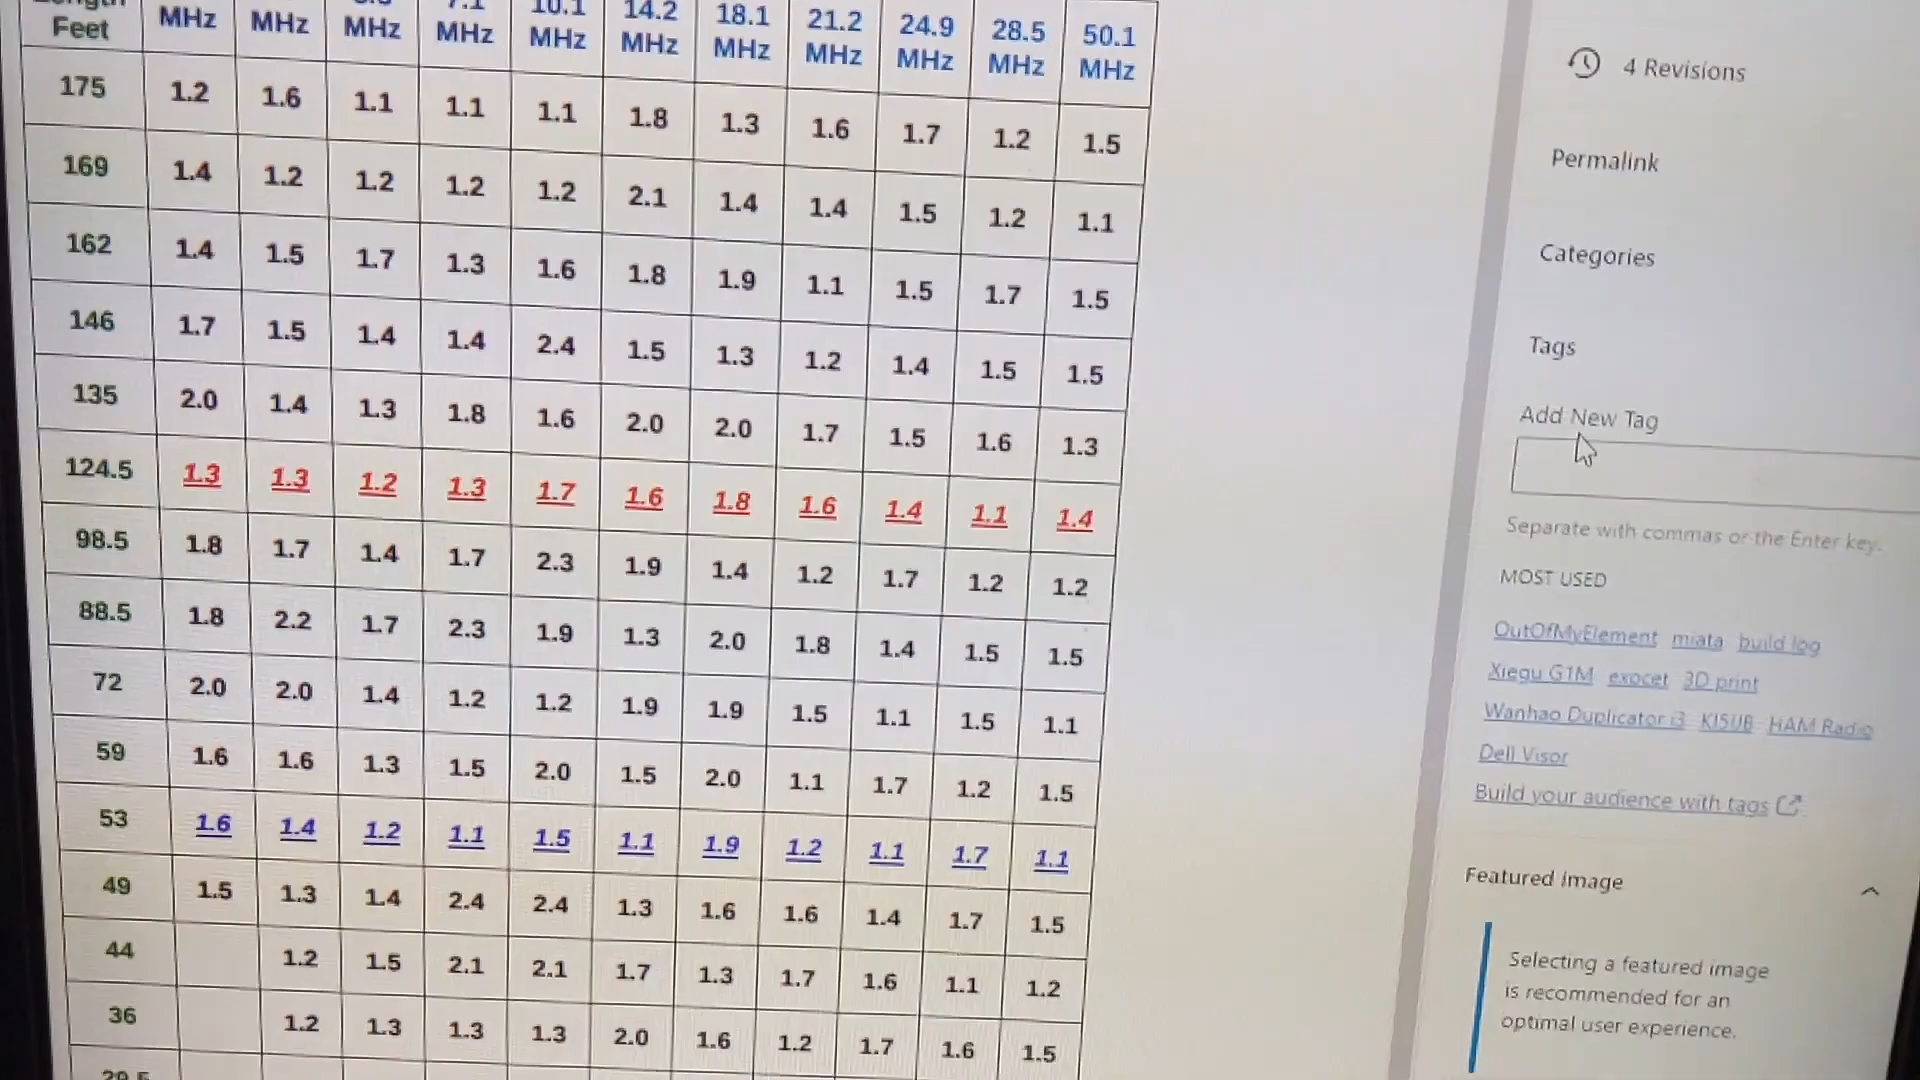 Feet MHz MHz MHz MHz 10.1 MHz 14.2 MHz 18.1 MHz 21.2 MHz 24.9 MHz 28.5 MHz 50.1 MHz
175 1.2 1.6 1.1 1.1 1.1 1.8 1.3 1.6 1.7 1.2 1.5
169 1.4 1.2 1.2 1.2 1.2 2.1 1.4 1.4 1.5 1.2 1.1
162 1.4 1.5 1.7 1.3 1.6 1.8 1.9 1.1 1.5 1.7 1.5
146 1.7 1.5 1.4 1.4 2.4 1.5 1.3 1.2 1.4 1.5 1.5
135 2.0 1.4 1.3 1.8 1.6 2.0 2.0 1.7 1.5 1.6 1.3
124.5 1.3 1.3 1.2 1.3 1.7 1.6 1.8 1.6 1.4 1.1 1.4
98.5 1.8 1.7 1.4 1.7 2.3 1.9 1.4 1.2 1.7 1.2 1.2
88.5 1.8 2.2 1.7 2.3 1.9 1.3 2.0 1.8 1.4 1.5 1.5
72 2.0 2.0 1.4 1.2 1.2 1.9 1.9 1.5 1.1 1.5 1.1
59 1.6 1.6 1.3 1.5 2.0 1.5 2.0 1.1 1.7 1.2 1.5
53 1.6 1.4 1.2 1.1 1.5 1.1 1.9 1.2 1.1 1.7 1.1
49 1.5 1.3 1.4 2.4 2.4 1.3 1.6 1.6 1.4 1.7 1.5
44 1.2 1.5 2.1 2.1 1.7 1.3 1.7 1.6 1.1 1.2
36 1.2 1.3 1.3 1.3 2.0 1.6 1.2 1.7 1.6 1.5
4 Revisions
Permalink
Categories
Tags
Add New Tag
Separate with commas or the Enter key.
MOST USED
OutOfMyElement miata build log
Xiegu G1M exocet 3D print
Wanhao Duplicator i3 KI5UB HAM Radio
Dell Visor
Build your audience with tags
Featured image
Selecting a featured image
is recommended for an
optimal user experience.